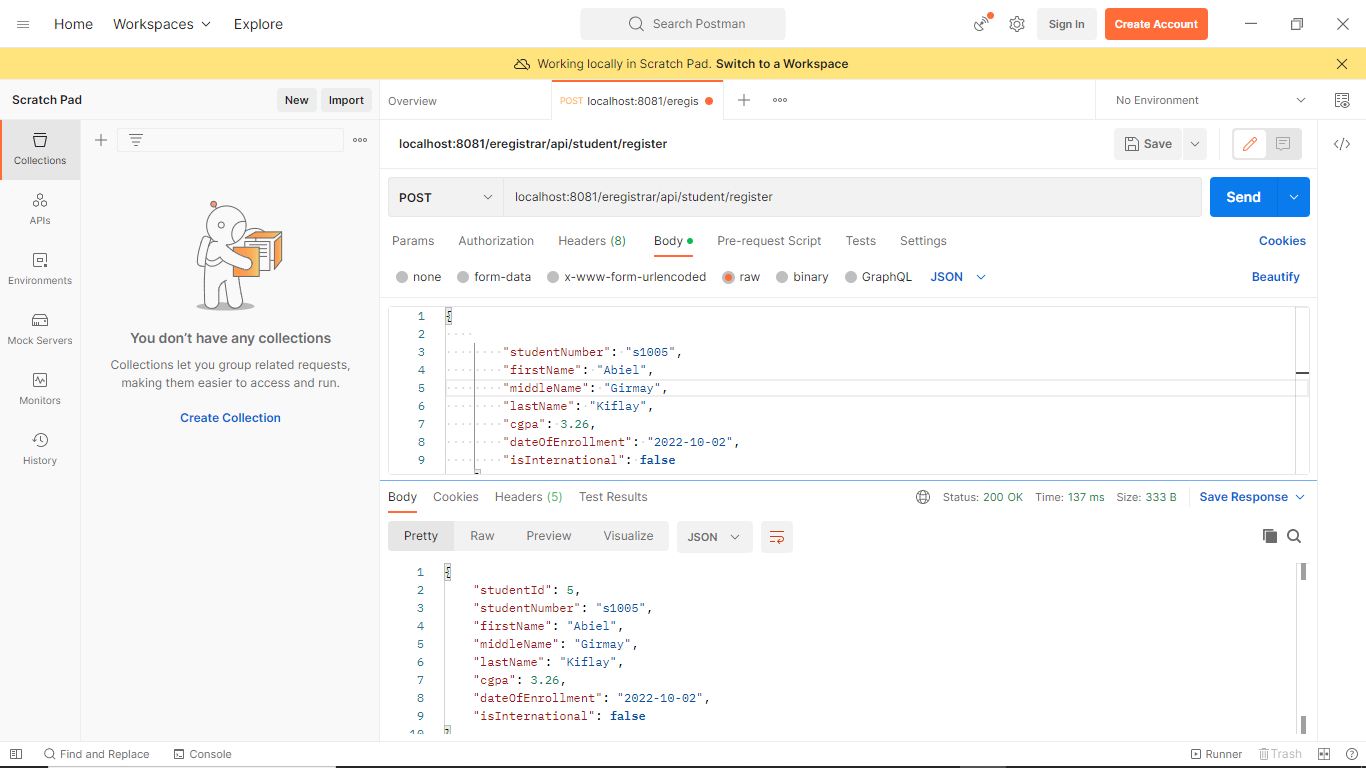 Home Workspaces Explore Search Postman Sign In Create Account
Working locally in Scratch Pad. Switch to a Workspace
Scratch Pad New Import Overview POST localhost:8081/eregis No Environment
Collections
APIs
Environments
Mock Servers
Monitors
History
You don't have any collections
Collections let you group related requests,
making them easier to access and run.
Create Collection
localhost:8081/eregistrar/api/student/register Save
POST localhost:8081/eregistrar/api/student/register Send
Params Authorization Headers (8) Body Pre-request Script Tests Settings Cookies
none form-data x-www-form-urlencoded raw binary GraphQL JSON Beautify
1 {
2
3 "studentNumber": "s1005",
4 "firstName": "Abiel",
5 "middleName": "Girmay",
6 "lastName": "Kiflay",
7 "cgpa": 3.26,
8 "dateOfEnrollment": "2022-10-02",
9 "isInternational": false
Body Cookies Headers (5) Test Results Status: 200 OK Time: 137 ms Size: 333 B Save Response
Pretty Raw Preview Visualize JSON
1 {
2 "studentId": 5,
3 "studentNumber": "s1005",
4 "firstName": "Abiel",
5 "middleName": "Girmay",
6 "lastName": "Kiflay",
7 "cgpa": 3.26,
8 "dateOfEnrollment": "2022-10-02",
9 "isInternational": false
10 }
Find and Replace Console Runner Trash